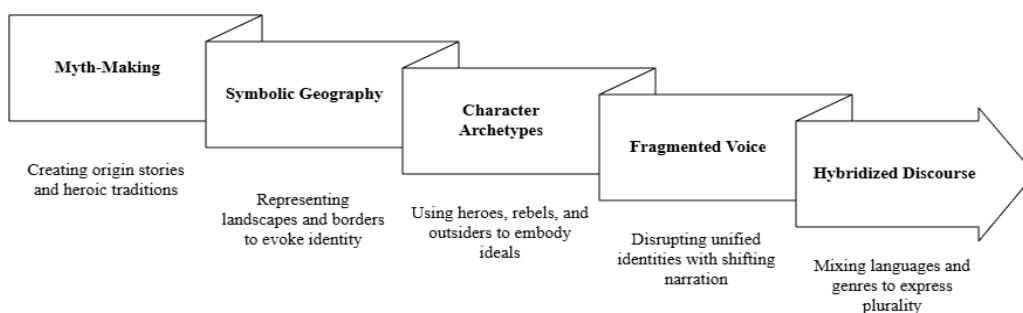 Myth-Making
Creating origin stories
and heroic traditions
Symbolic Geography
Representing
landscapes and borders
to evoke identity
Character
Archetypes
Using heroes, rebels, and
outsiders to embody
ideals
Fragmented Voice
Disrupting unified
identities with shifting
narration
Hybridized Discourse
Mixing languages and
genres to express
plurality